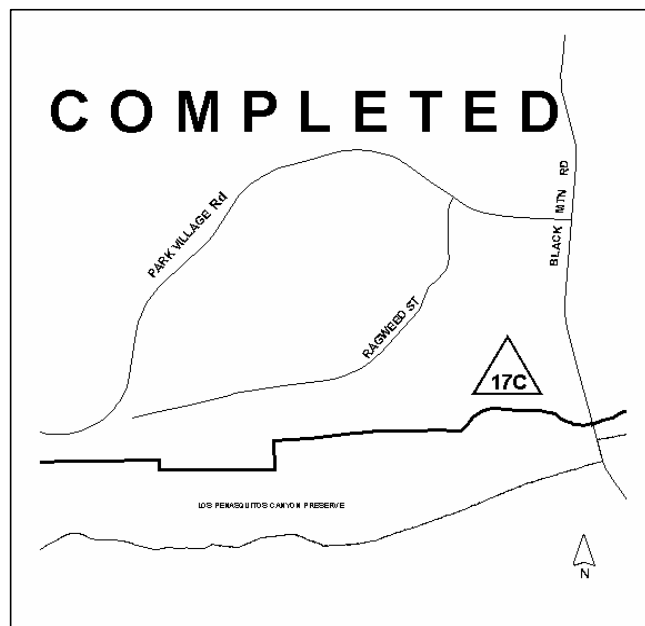 COMPLETED
PARK VILLAGE Rd
BLACK MTN RD
RAGWEED ST
17C
LOS PENASQUITOS CANYON PRESERVE
N